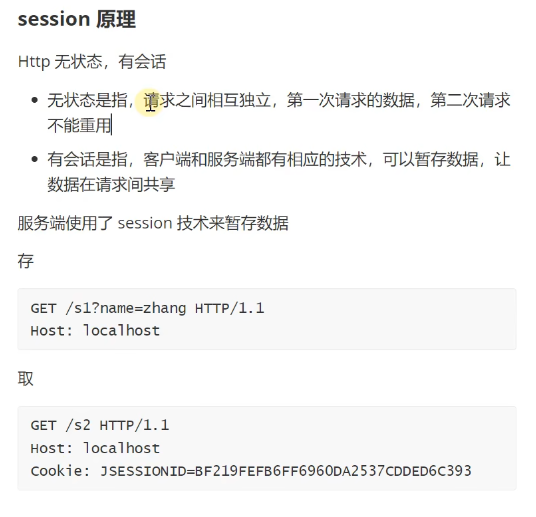 session 原理
Http 无状态，有会话
无状态是指，请求之间相互独立，第一次请求的数据，第二次请求
不能重用
有会话是指，客户端和服务端都有相应的技术，可以暂存数据，让
数据在请求间共享
服务端使用了 session 技术来暂存数据
存
GET /s1?name=zhang HTTP/1.1
Host: localhost
取
GET /s2 HTTP/1.1
Host: localhost
Cookie: JSESSIONID=BF219FEFB6FF6960DA2537CDDED6C393